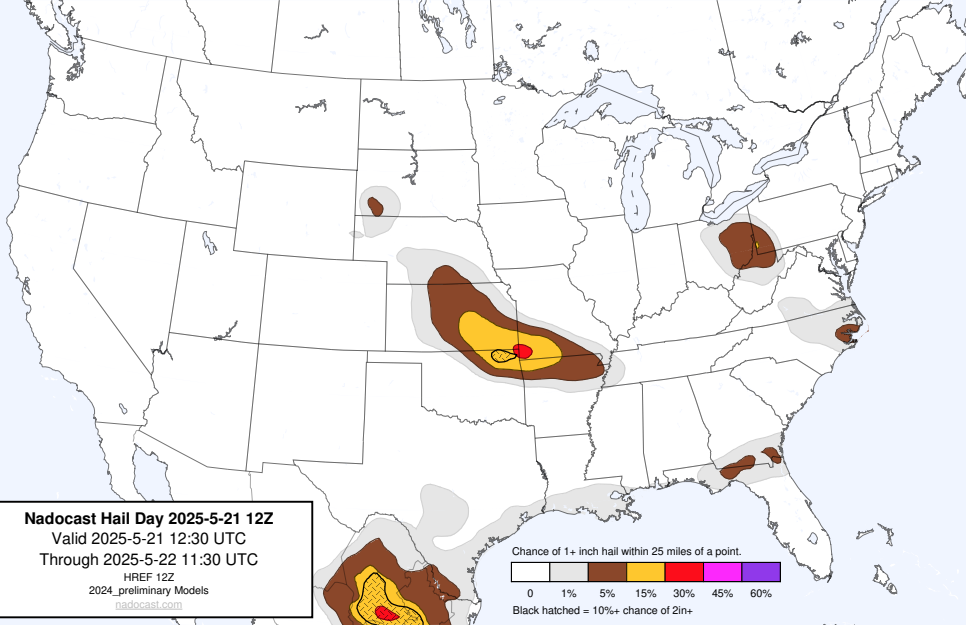 Nadocast Hail Day 2025-5-21 12Z
Valid 2025-5-21 12:30 UTC
Through 2025-5-22 11:30 UTC
HREF 12Z
2024_preliminary Models
nadocast.com
Chance of 1+ inch hail within 25 miles of a point.
0 1% 5% 15% 30% 45% 60%
Black hatched = 10%+ chance of 2in+